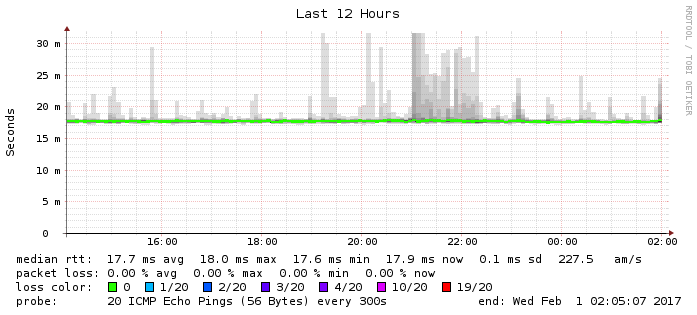 Last 12 Hours
RRDTOOL / TOBI OETIKER
Seconds
30 m
25 m
20 m
15 m
10 m
5 m
0
16:00 18:00 20:00 22:00 00:00 02:00
median rtt: 17.7 ms avg 18.0 ms max 17.6 ms min 17.9 ms now 0.1 ms sd 227.5 am/s
packet loss: 0.00 % avg 0.00 % max 0.00 % min 0.00 % now
loss color: 0 1/20 2/20 3/20 4/20 10/20 19/20
probe: 20 ICMP Echo Pings (56 Bytes) every 300s end: Wed Feb 1 02:05:07 2017